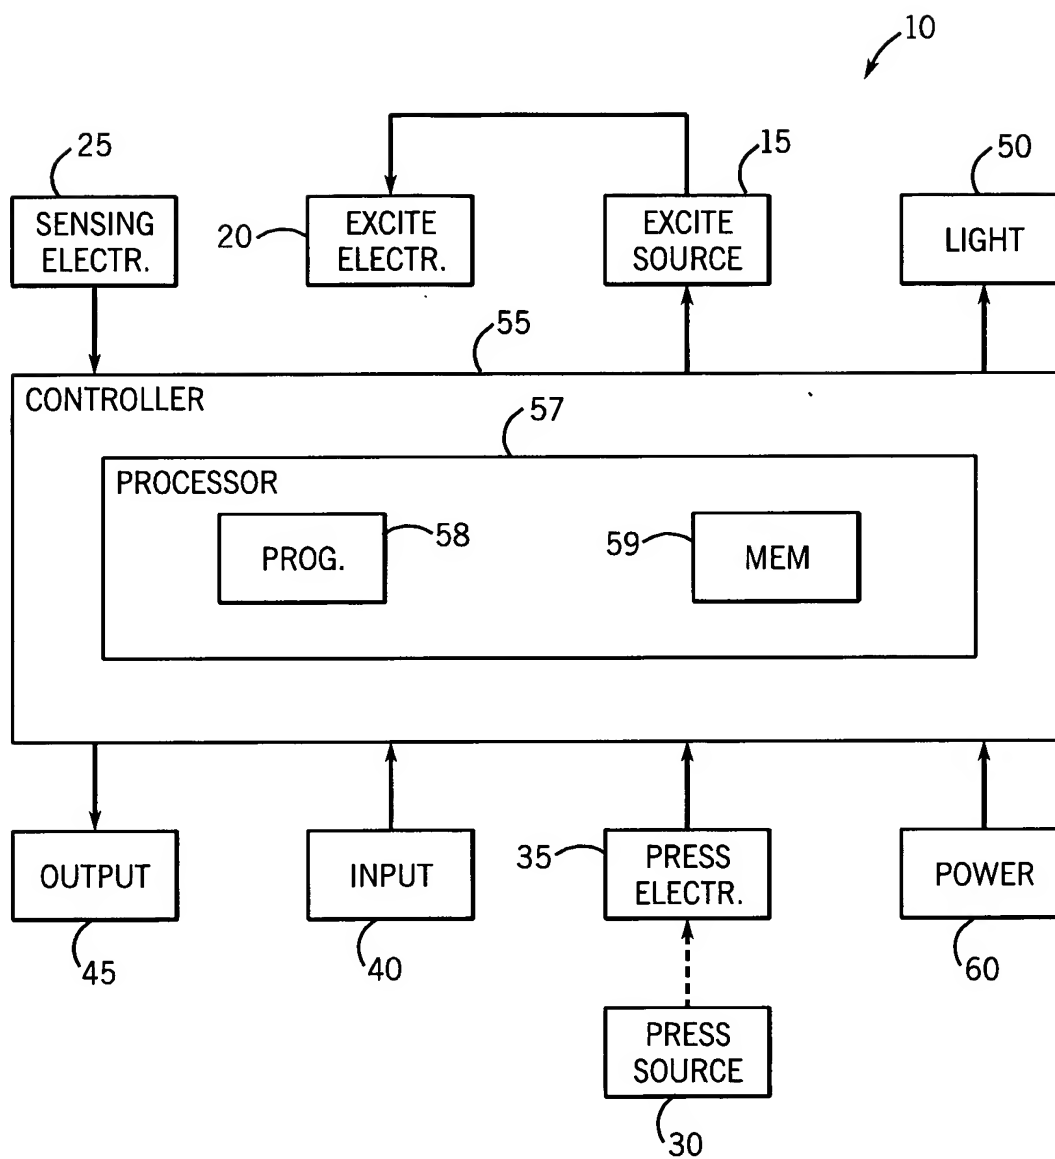 10
25
15
50
SENSING
ELECTR.
20
EXCITE
ELECTR.
EXCITE
SOURCE
LIGHT
55
CONTROLLER
57
PROCESSOR
PROG.
58
59
MEM
OUTPUT
INPUT
35
PRESS
ELECTR.
POWER
45
40
60
PRESS
SOURCE
30